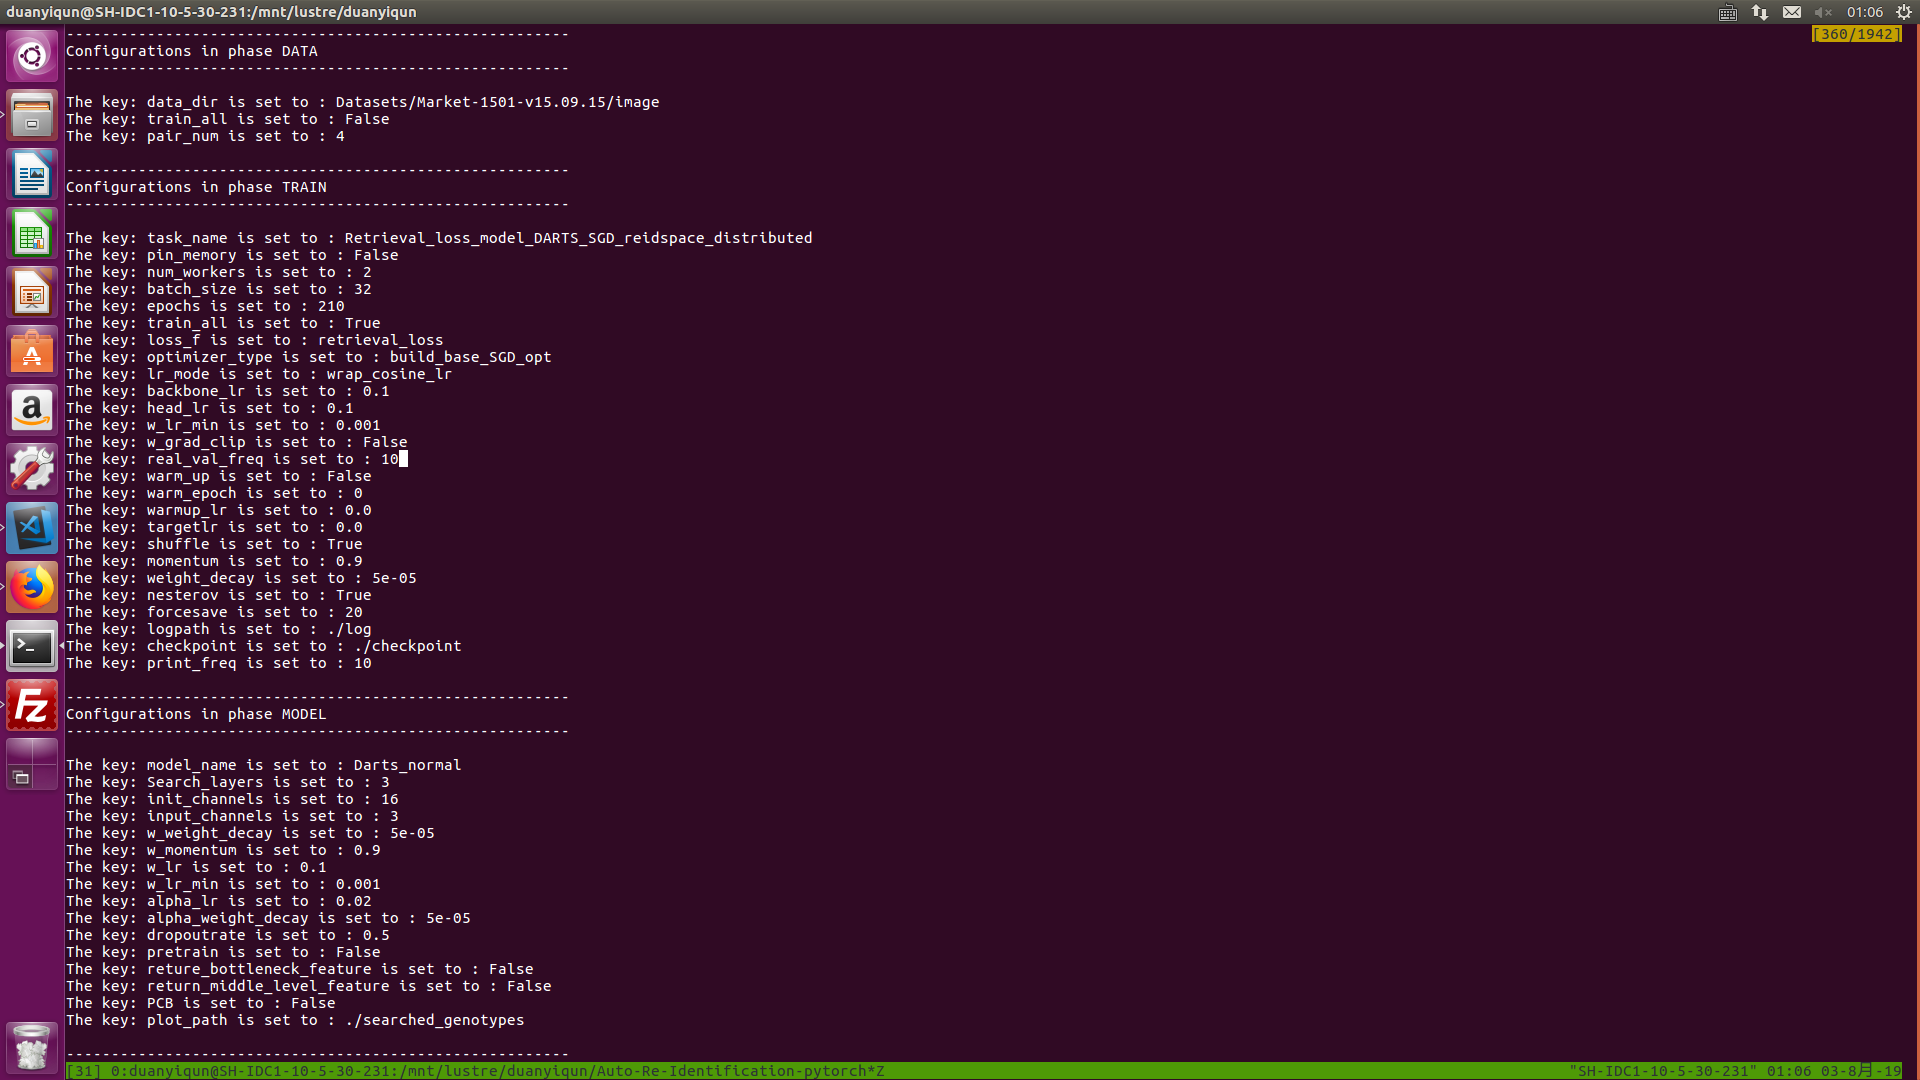 duanyiqun@SH-IDC1-10-5-30-231:/mnt/lustre/duanyiqun
01:06
--------------------------------------------------------
[360/1942]
Configurations in phase DATA
--------------------------------------------------------
The key: data_dir is set to : Datasets/Market-1501-v15.09.15/image
The key: train_all is set to : False
The key: pair_num is set to : 4
--------------------------------------------------------
Configurations in phase TRAIN
--------------------------------------------------------
The key: task_name is set to : Retrieval_loss_model_DARTS_SGD_reidspace_distributed
The key: pin_memory is set to : False
The key: num_workers is set to : 2
The key: batch_size is set to : 32
The key: epochs is set to : 210
The key: train_all is set to : True
The key: loss_f is set to : retrieval_loss
The key: optimizer_type is set to : build_base_SGD_opt
The key: lr_mode is set to : wrap_cosine_lr
The key: backbone_lr is set to : 0.1
The key: head_lr is set to : 0.1
The key: w_lr_min is set to : 0.001
The key: w_grad_clip is set to : False
The key: real_val_freq is set to : 10
The key: warm_up is set to : False
The key: warm_epoch is set to : 0
The key: warmup_lr is set to : 0.0
The key: targetlr is set to : 0.0
The key: shuffle is set to : True
The key: momentum is set to : 0.9
The key: weight_decay is set to : 5e-05
The key: nesterov is set to : True
The key: forcesave is set to : 20
The key: logpath is set to : ./log
The key: checkpoint is set to : ./checkpoint
The key: print_freq is set to : 10
--------------------------------------------------------
Configurations in phase MODEL
--------------------------------------------------------
The key: model_name is set to : Darts_normal
The key: Search_layers is set to : 3
The key: init_channels is set to : 16
The key: input_channels is set to : 3
The key: w_weight_decay is set to : 5e-05
The key: w_momentum is set to : 0.9
The key: w_lr is set to : 0.1
The key: w_lr_min is set to : 0.001
The key: alpha_lr is set to : 0.02
The key: alpha_weight_decay is set to : 5e-05
The key: dropoutrate is set to : 0.5
The key: pretrain is set to : False
The key: reture_bottleneck_feature is set to : False
The key: return_middle_level_feature is set to : False
The key: PCB is set to : False
The key: plot_path is set to : ./searched_genotypes
--------------------------------------------------------
[31] 0:duanyiqun@SH-IDC1-10-5-30-231:/mnt/lustre/duanyiqun/Auto-Re-Identification-pytorch*Z
"SH-IDC1-10-5-30-231" 01:06 03-8月-19